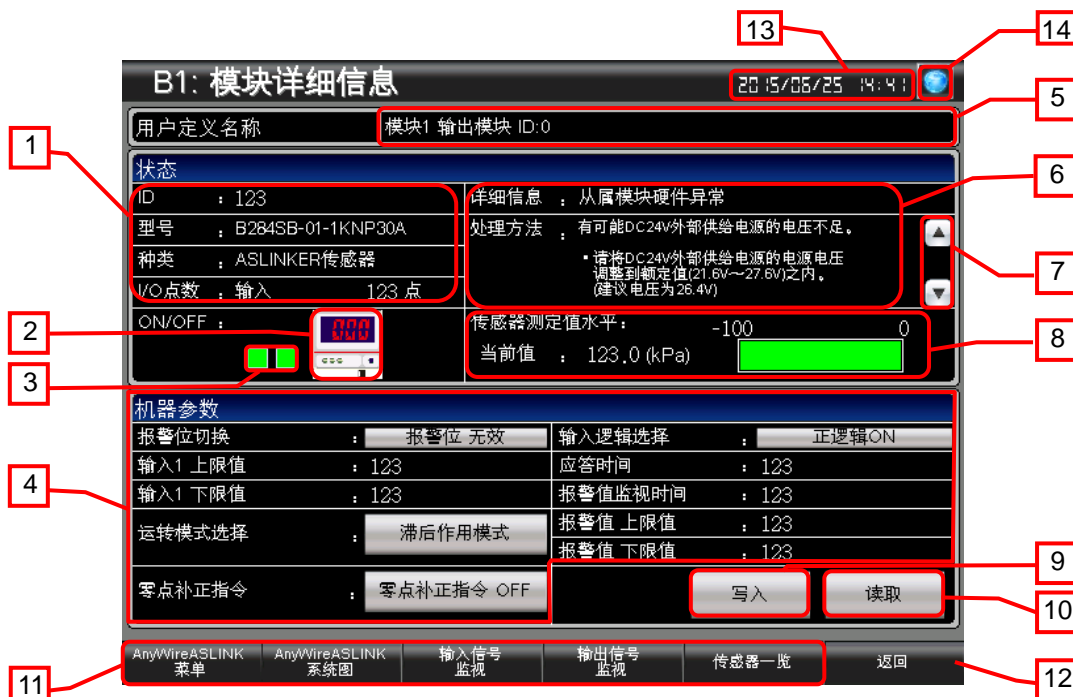 13
14
B1: 模块详细信息
2015/06/25 14:41
5
用户定义名称
模块1 输出模块 ID:0
1
状态
6
ID : 123
详细信息 : 从属模块硬件异常
型号 : B284SB-01-1KNP30A
处理方法 : 有可能DC24V外部供给电源的电压不足。
种类 : ASLINKER传感器
・请将DC24V外部供给电源的电源电压
调整到额定值(21.6V～27.6V)之内。
(建议电压为26.4V)
7
I/O点数 : 输入 123 点
ON/OFF :
000
2
传感器测定值水平:
-100 0
当前值 : 123.0 (kPa)
8
3
机器参数
报警位切换 : 报警位 无效
输入逻辑选择 : 正逻辑ON
输入1 上限值 : 123
应答时间 : 123
4
输入1 下限值 : 123
报警值监视时间 : 123
运转模式选择 : 滞后作用模式
报警值 上限值 : 123
报警值 下限值 : 123
9
零点补正指令 : 零点补正指令 OFF
写入
读取
10
AnyWireASLINK
菜单
AnyWireASLINK
系统图
输入信号
监视
输出信号
监视
传感器一览
返回
11
12